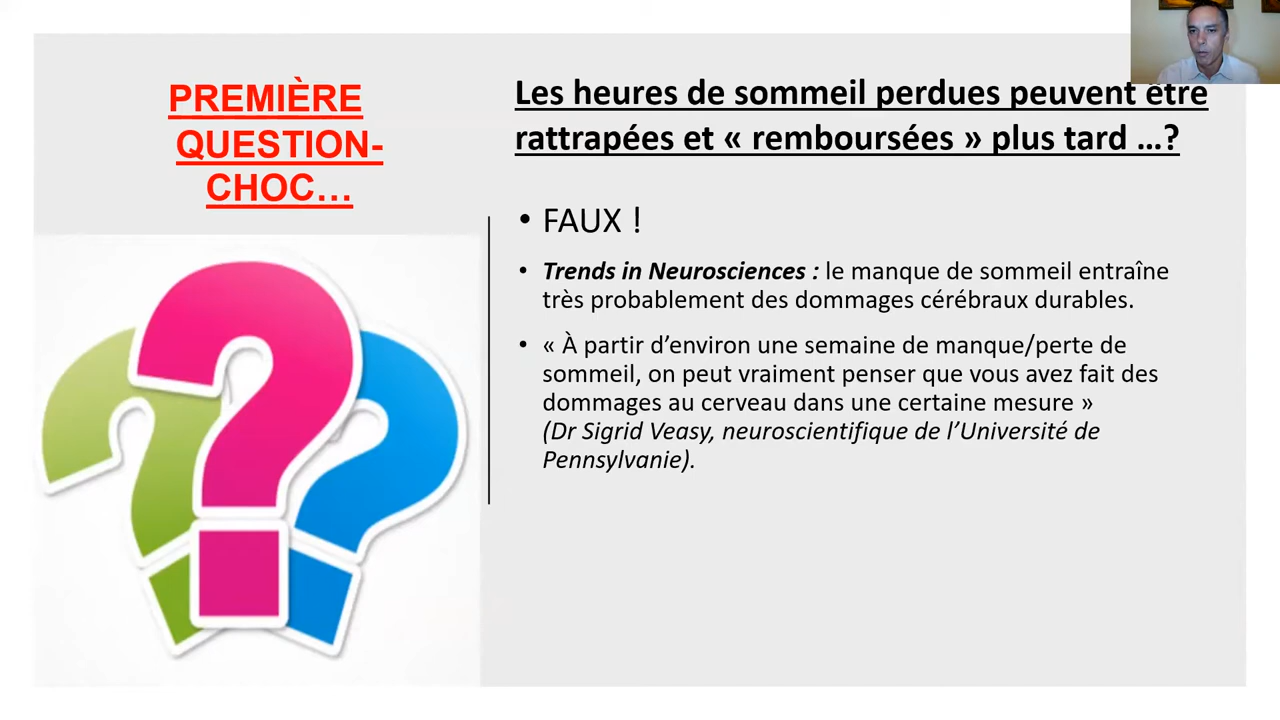 PREMIÈRE
QUESTION-
CHOC…
Les heures de sommeil perdues peuvent être
rattrapées et « remboursées » plus tard …?
• FAUX !
• Trends in Neurosciences : le manque de sommeil entraîne
très probablement des dommages cérébraux durables.
• « À partir d’environ une semaine de manque/perte de
sommeil, on peut vraiment penser que vous avez fait des
dommages au cerveau dans une certaine mesure »
(Dr Sigrid Veasy, neuroscientifique de l’Université de
Pennsylvanie).